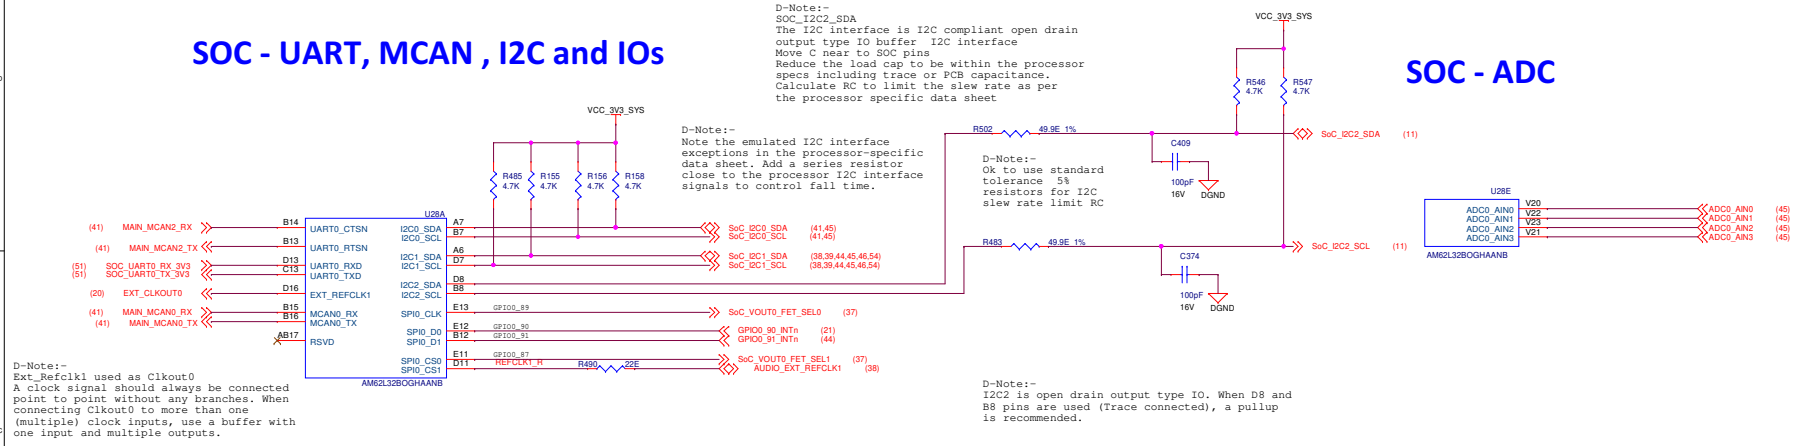 SOC - UART, MCAN , I2C and IOs
D-Note:-
SOC_I2C2_SDA
The I2C interface is I2C compliant open drain
output type IO buffer  I2C interface
Move C near to SOC pins
Reduce the load cap to be within the processor
specs including trace or PCB capacitance.
Calculate RC to limit the slew rate as per
the processor specific data sheet
VCC_3V3_SYS
SOC - ADC
R546
4.7K
R547
4.7K
VCC_3V3_SYS
D-Note:-
Note the emulated I2C interface
exceptions in the processor-specific
data sheet. Add a series resistor
close to the processor I2C interface
signals to control fall time.
R502
49.9E 1%
SoC_I2C2_SDA
(11)
C409
100pF
16V
DGND
D-Note:-
Ok to use standard
tolerance  5%
resistors for I2C
slew rate limit RC
R485
4.7K
R155
4.7K
R156
4.7K
R158
4.7K
R483
49.9E 1%
SoC_I2C2_SCL
(11)
C374
100pF
16V
DGND
U28A
(41) MAIN_MCAN2_RX B14 UART0_CTSN
(41) MAIN_MCAN2_TX B13 UART0_RTSN
(51) SOC_UART0_RX_3V3 D13 UART0_RXD
(51) SOC_UART0_TX_3V3 C13 UART0_TXD
(20) EXT_CLKOUT0 D16 EXT_REFCLK1
(41) MAIN_MCAN0_RX B15 MCAN0_RX
(41) MAIN_MCAN0_TX B16 MCAN0_TX
AB17 RSVD
I2C0_SDA A7 SoC_I2C0_SDA (41,45)
I2C0_SCL B7 SoC_I2C0_SCL (41,45)
I2C1_SDA A6 SoC_I2C1_SDA (38,39,44,45,46,54)
I2C1_SCL D7 SoC_I2C1_SCL (38,39,44,45,46,54)
I2C2_SDA D8
I2C2_SCL B8
SPI0_CLK E13 GPIO0_89 SoC_VOUT0_FET_SEL0 (37)
SPI0_D0 E12 GPIO0_90 GPIO0_90_INTn (21)
SPI0_D1 B12 GPIO0_91 GPIO0_91_INTn (44)
SPI0_CS0 E11 GPIO0_87 SoC_VOUT0_FET_SEL1 (37)
SPI0_CS1 D11 REFCLK1_R R490 22E AUDIO_EXT_REFCLK1 (38)
AM62L32BOGHAANB
U28E
ADC0_AIN0 V20 ADC0_AIN0 (45)
ADC0_AIN1 V22 ADC0_AIN1 (45)
ADC0_AIN2 V23 ADC0_AIN2 (45)
ADC0_AIN3 V21 ADC0_AIN3 (45)
AM62L32BOGHAANB
D-Note:-
Ext_Refclk1 used as Clkout0
A clock signal should always be connected
point to point without any branches. When
connecting Clkout0 to more than one
(multiple) clock inputs, use a buffer with
one input and multiple outputs.
D-Note:-
I2C2 is open drain output type IO. When D8 and
B8 pins are used (Trace connected), a pullup
is recommended.